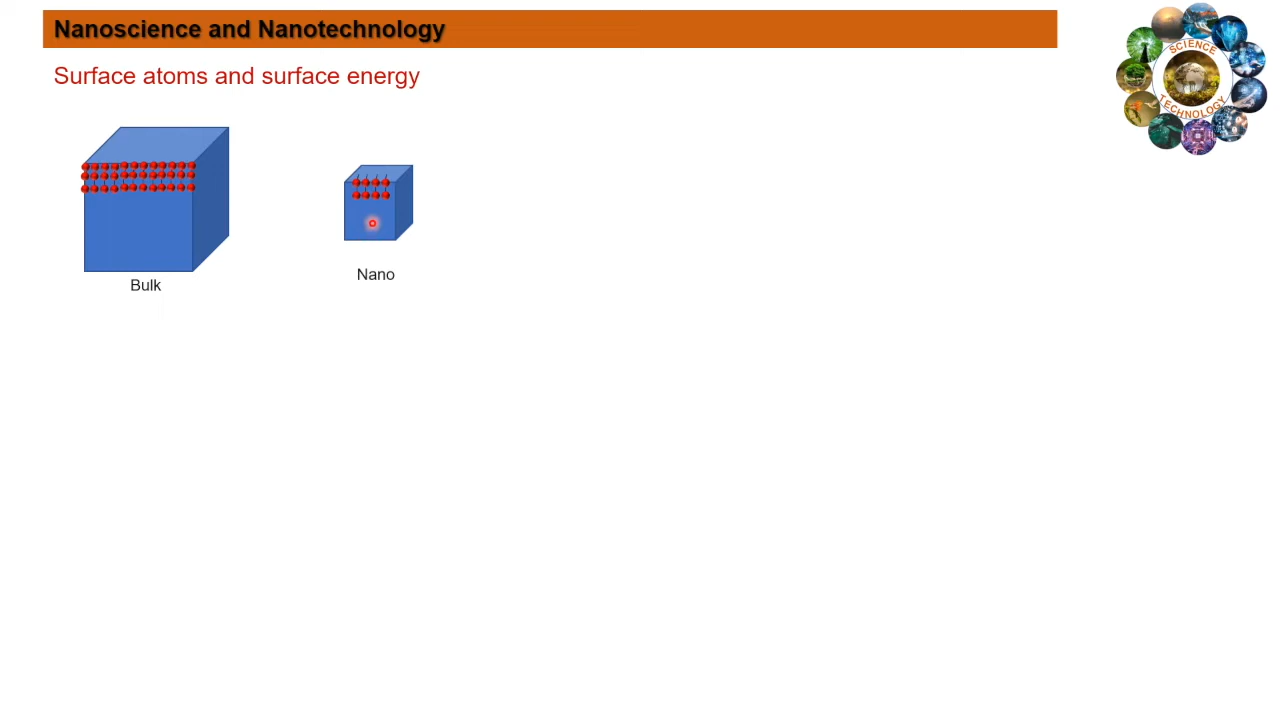 Nanoscience and Nanotechnology
Surface atoms and surface energy
SCIENCE
TECHNOLOGY
Bulk
Nano